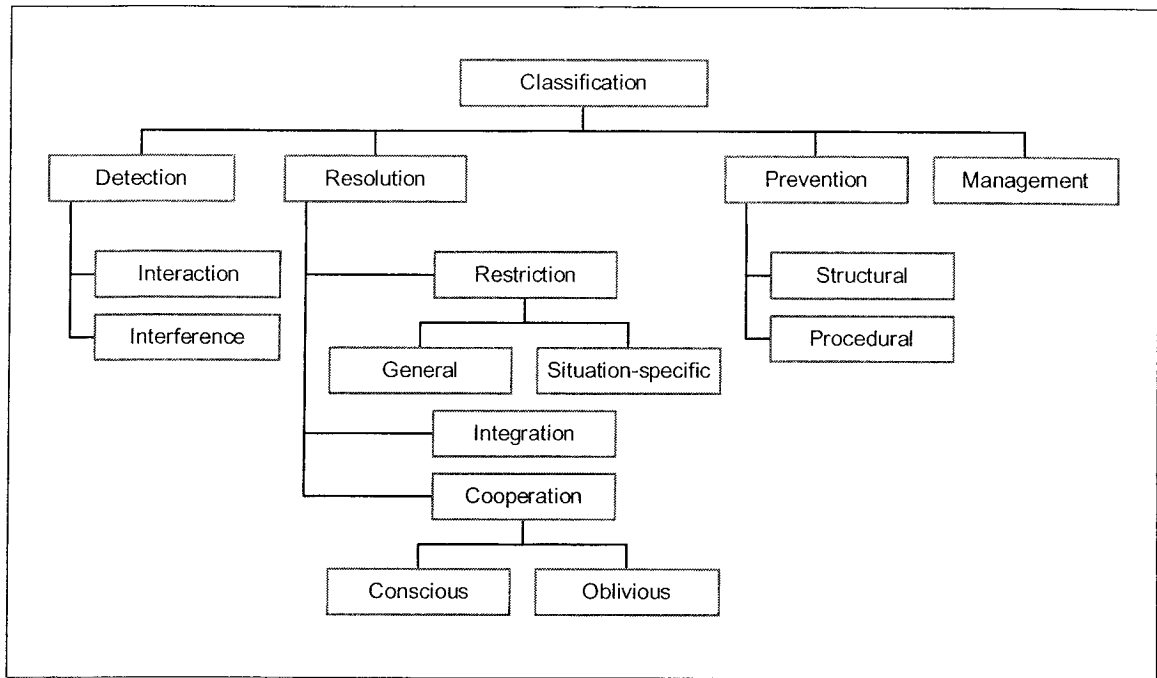 Classification
Detection
Resolution
Prevention
Management
Interaction
Interference
Restriction
General
Situation-specific
Integration
Cooperation
Conscious
Oblivious
Structural
Procedural